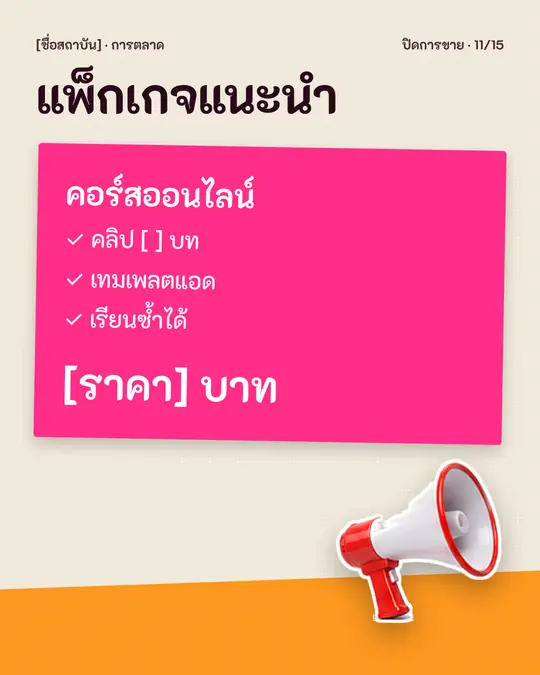 [ชื่อสถาบัน] · การตลาด
ปิดการขาย · 11/15
แพ็กเกจแนะนำ
คอร์สออนไลน์
✓ คลิป [ ] บท
✓ เทมเพลตแอด
✓ เรียนซ้ำได้
[ราคา] บาท